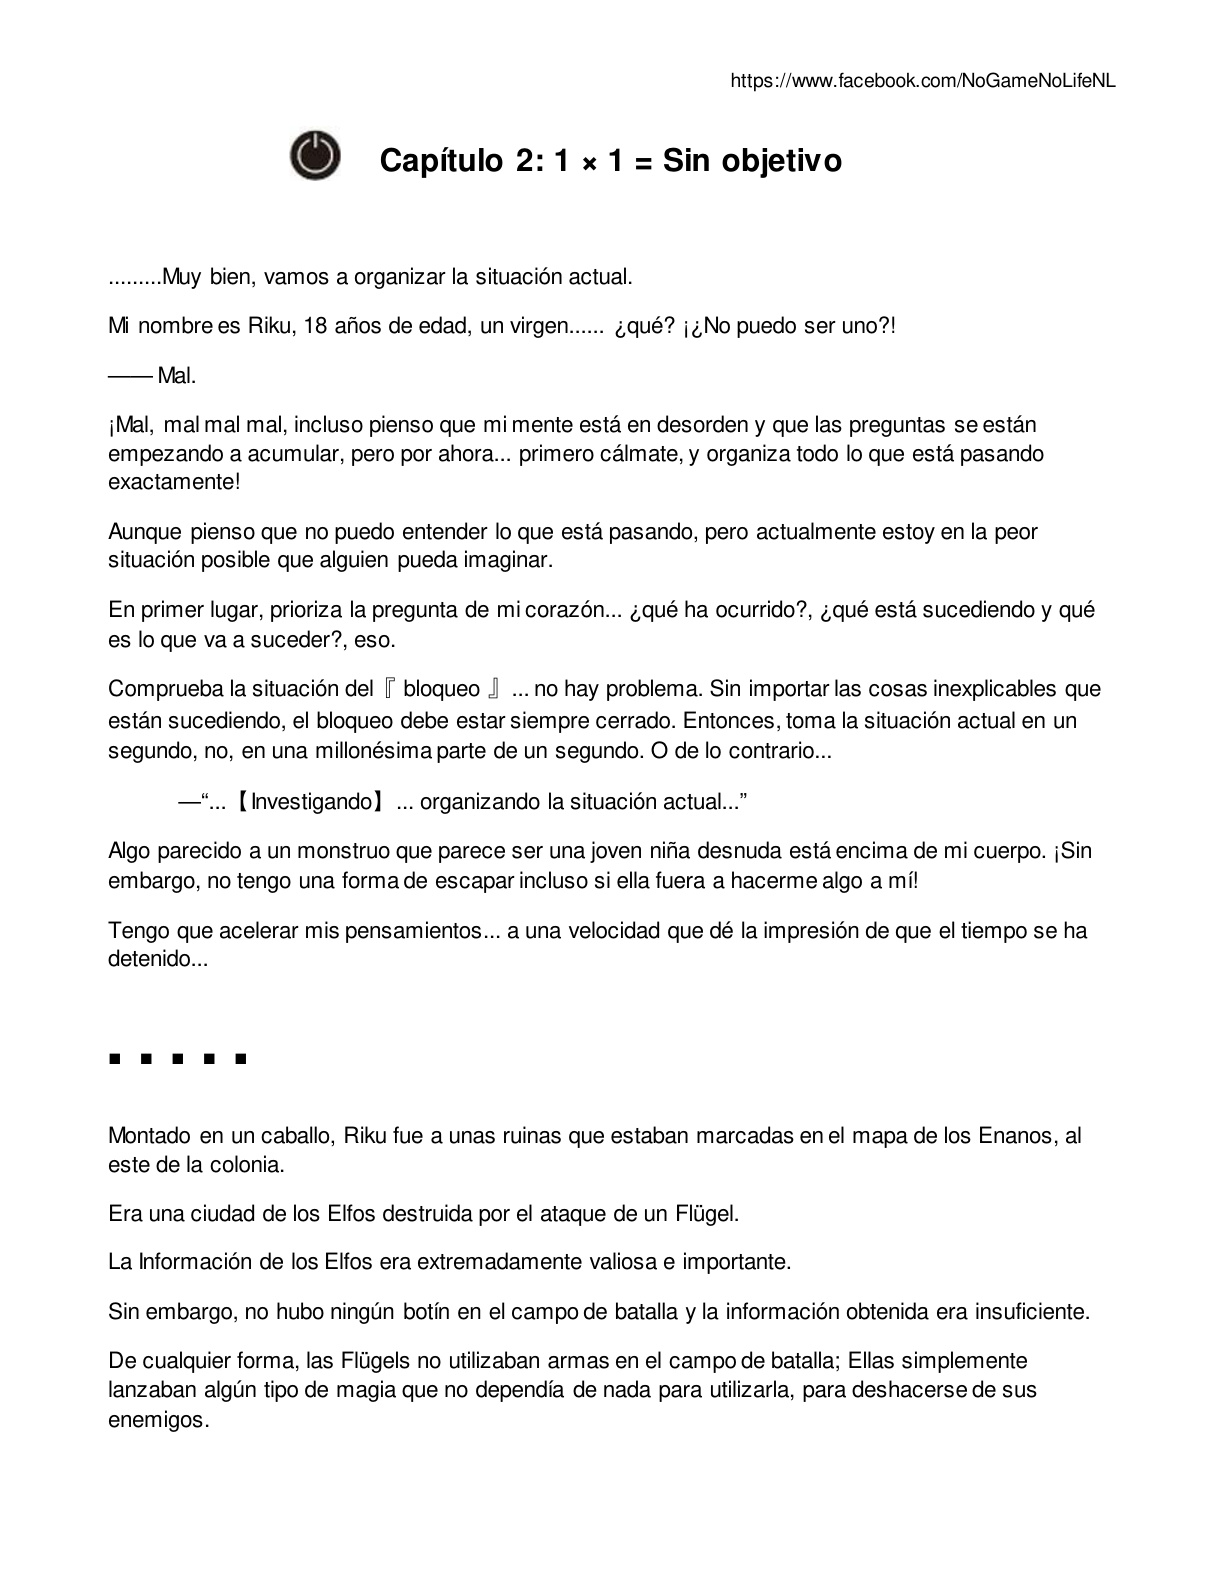 https://www.facebook.com/NoGameNoLifeNL
Capítulo 2: 1 × 1 = Sin objetivo
.........Muy bien, vamos a organizar la situación actual.
Mi nombre es Riku, 18 años de edad, un virgen...... ¿qué? ¡¿No puedo ser uno?!
—— Mal.
¡Mal, mal mal mal, incluso pienso que mi mente está en desorden y que las preguntas se están
empezando a acumular, pero por ahora... primero cálmate, y organiza todo lo que está pasando
exactamente!
Aunque pienso que no puedo entender lo que está pasando, pero actualmente estoy en la peor
situación posible que alguien pueda imaginar.
En primer lugar, prioriza la pregunta de mi corazón... ¿qué ha ocurrido?, ¿qué está sucediendo y qué
es lo que va a suceder?, eso.
Comprueba la situación del『 bloqueo 』... no hay problema. Sin importar las cosas inexplicables que
están sucediendo, el bloqueo debe estar siempre cerrado. Entonces, toma la situación actual en un
segundo, no, en una millonésima parte de un segundo. O de lo contrario...
—“...【Investigando】... organizando la situación actual...”
Algo parecido a un monstruo que parece ser una joven niña desnuda está encima de mi cuerpo. ¡Sin
embargo, no tengo una forma de escapar incluso si ella fuera a hacerme algo a mí!
Tengo que acelerar mis pensamientos... a una velocidad que dé la impresión de que el tiempo se ha
detenido...
■ ■ ■ ■ ■
Montado en un caballo, Riku fue a unas ruinas que estaban marcadas en el mapa de los Enanos, al
este de la colonia.
Era una ciudad de los Elfos destruida por el ataque de un Flügel.
La Información de los Elfos era extremadamente valiosa e importante.
Sin embargo, no hubo ningún botín en el campo de batalla y la información obtenida era insuficiente.
De cualquier forma, las Flügels no utilizaban armas en el campo de batalla; Ellas simplemente
lanzaban algún tipo de magia que no dependía de nada para utilizarla, para deshacerse de sus
enemigos.